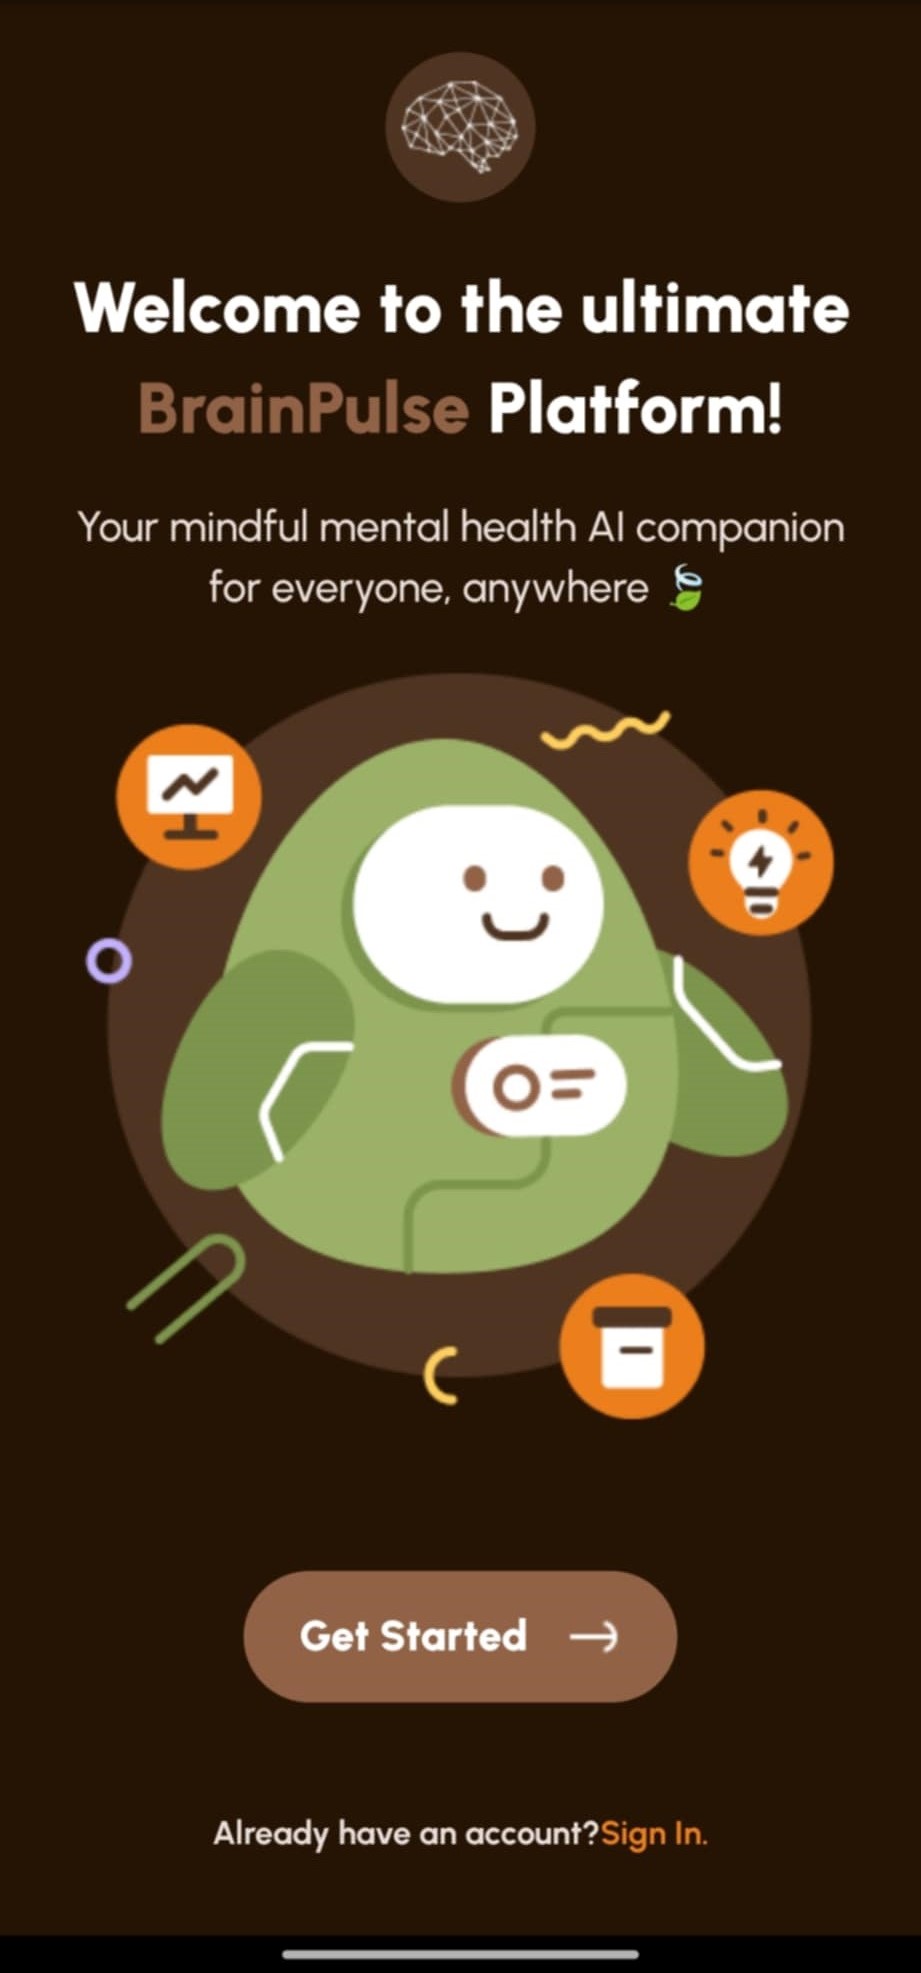 Welcome to the ultimate
BrainPulse Platform!
Your mindful mental health AI companion
for everyone, anywhere 🍃
Get Started →
Already have an account?Sign In.